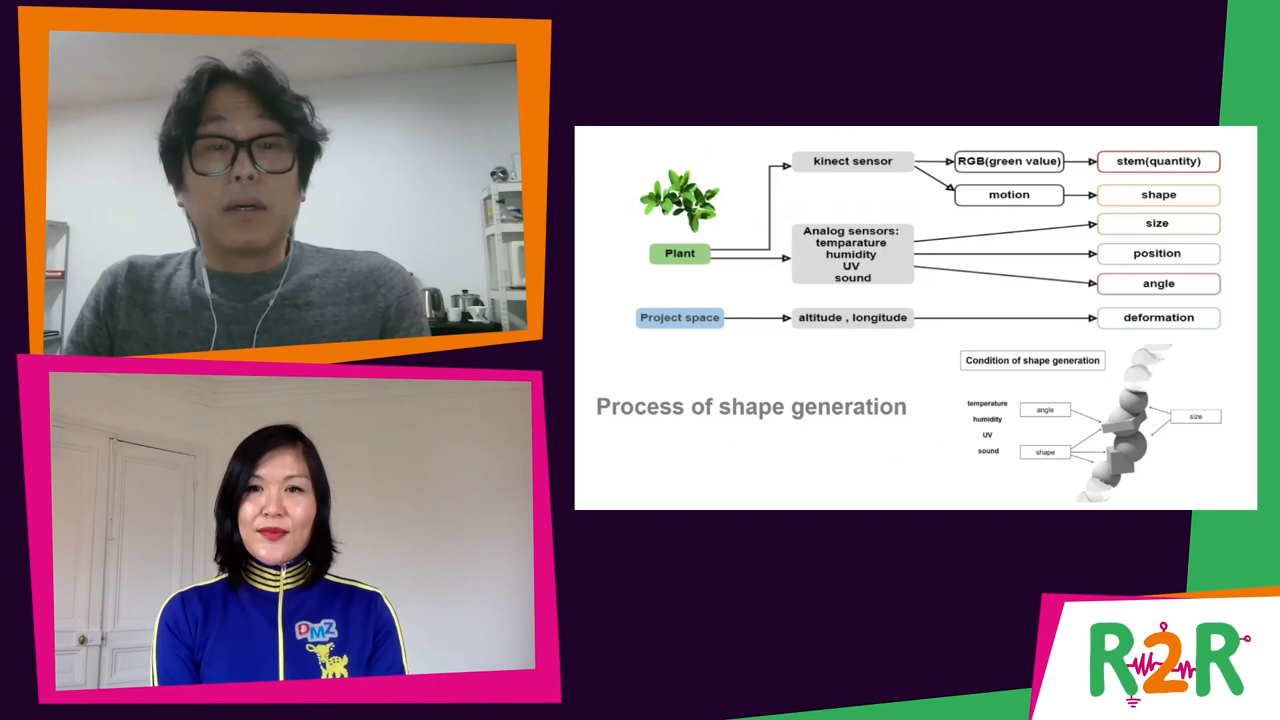 kinect sensor
RGB(green value)
stem(quantity)
motion
shape
Analog sensors:
temparature
humidity
UV
sound
size
position
angle
Plant
Project space
altitude , longitude
deformation
Condition of shape generation
Process of shape generation
temperature
humidity
UV
sound
angle
shape
size
DMZ
R2R